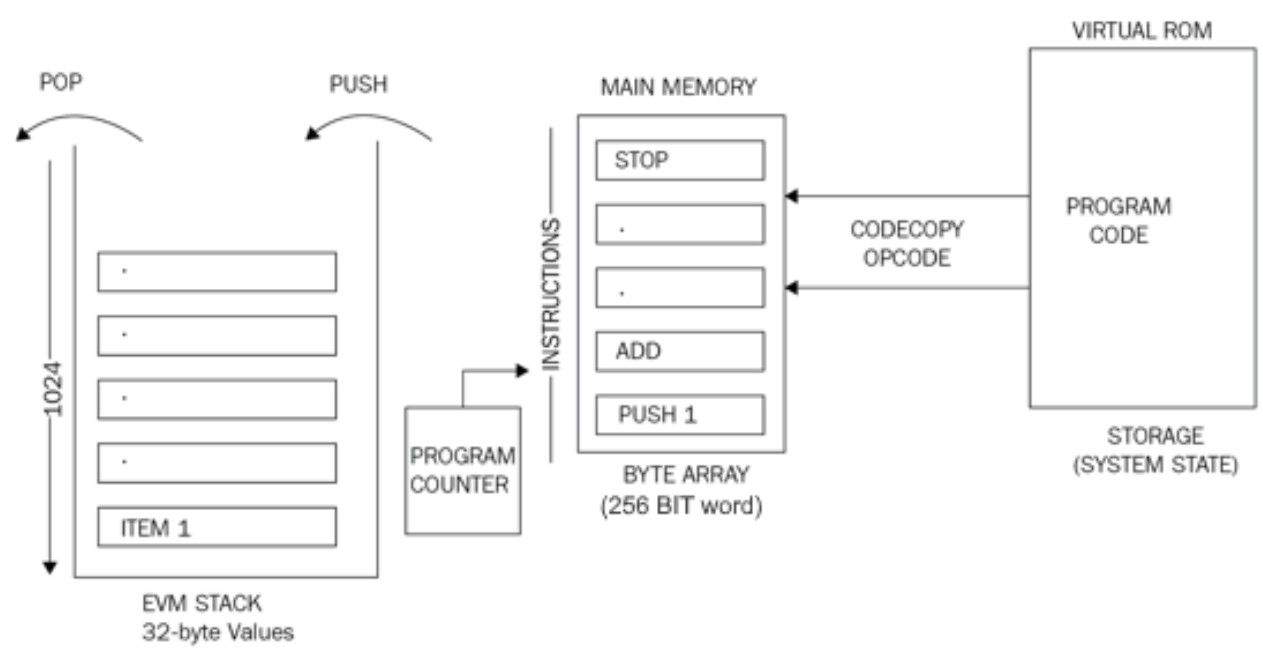 POP
PUSH
1024
.
.
.
.
ITEM 1
EVM STACK
32-byte Values
PROGRAM
COUNTER
INSTRUCTIONS
MAIN MEMORY
STOP
.
.
ADD
PUSH 1
BYTE ARRAY
(256 BIT word)
CODECOPY
OPCODE
VIRTUAL ROM
PROGRAM
CODE
STORAGE
(SYSTEM STATE)